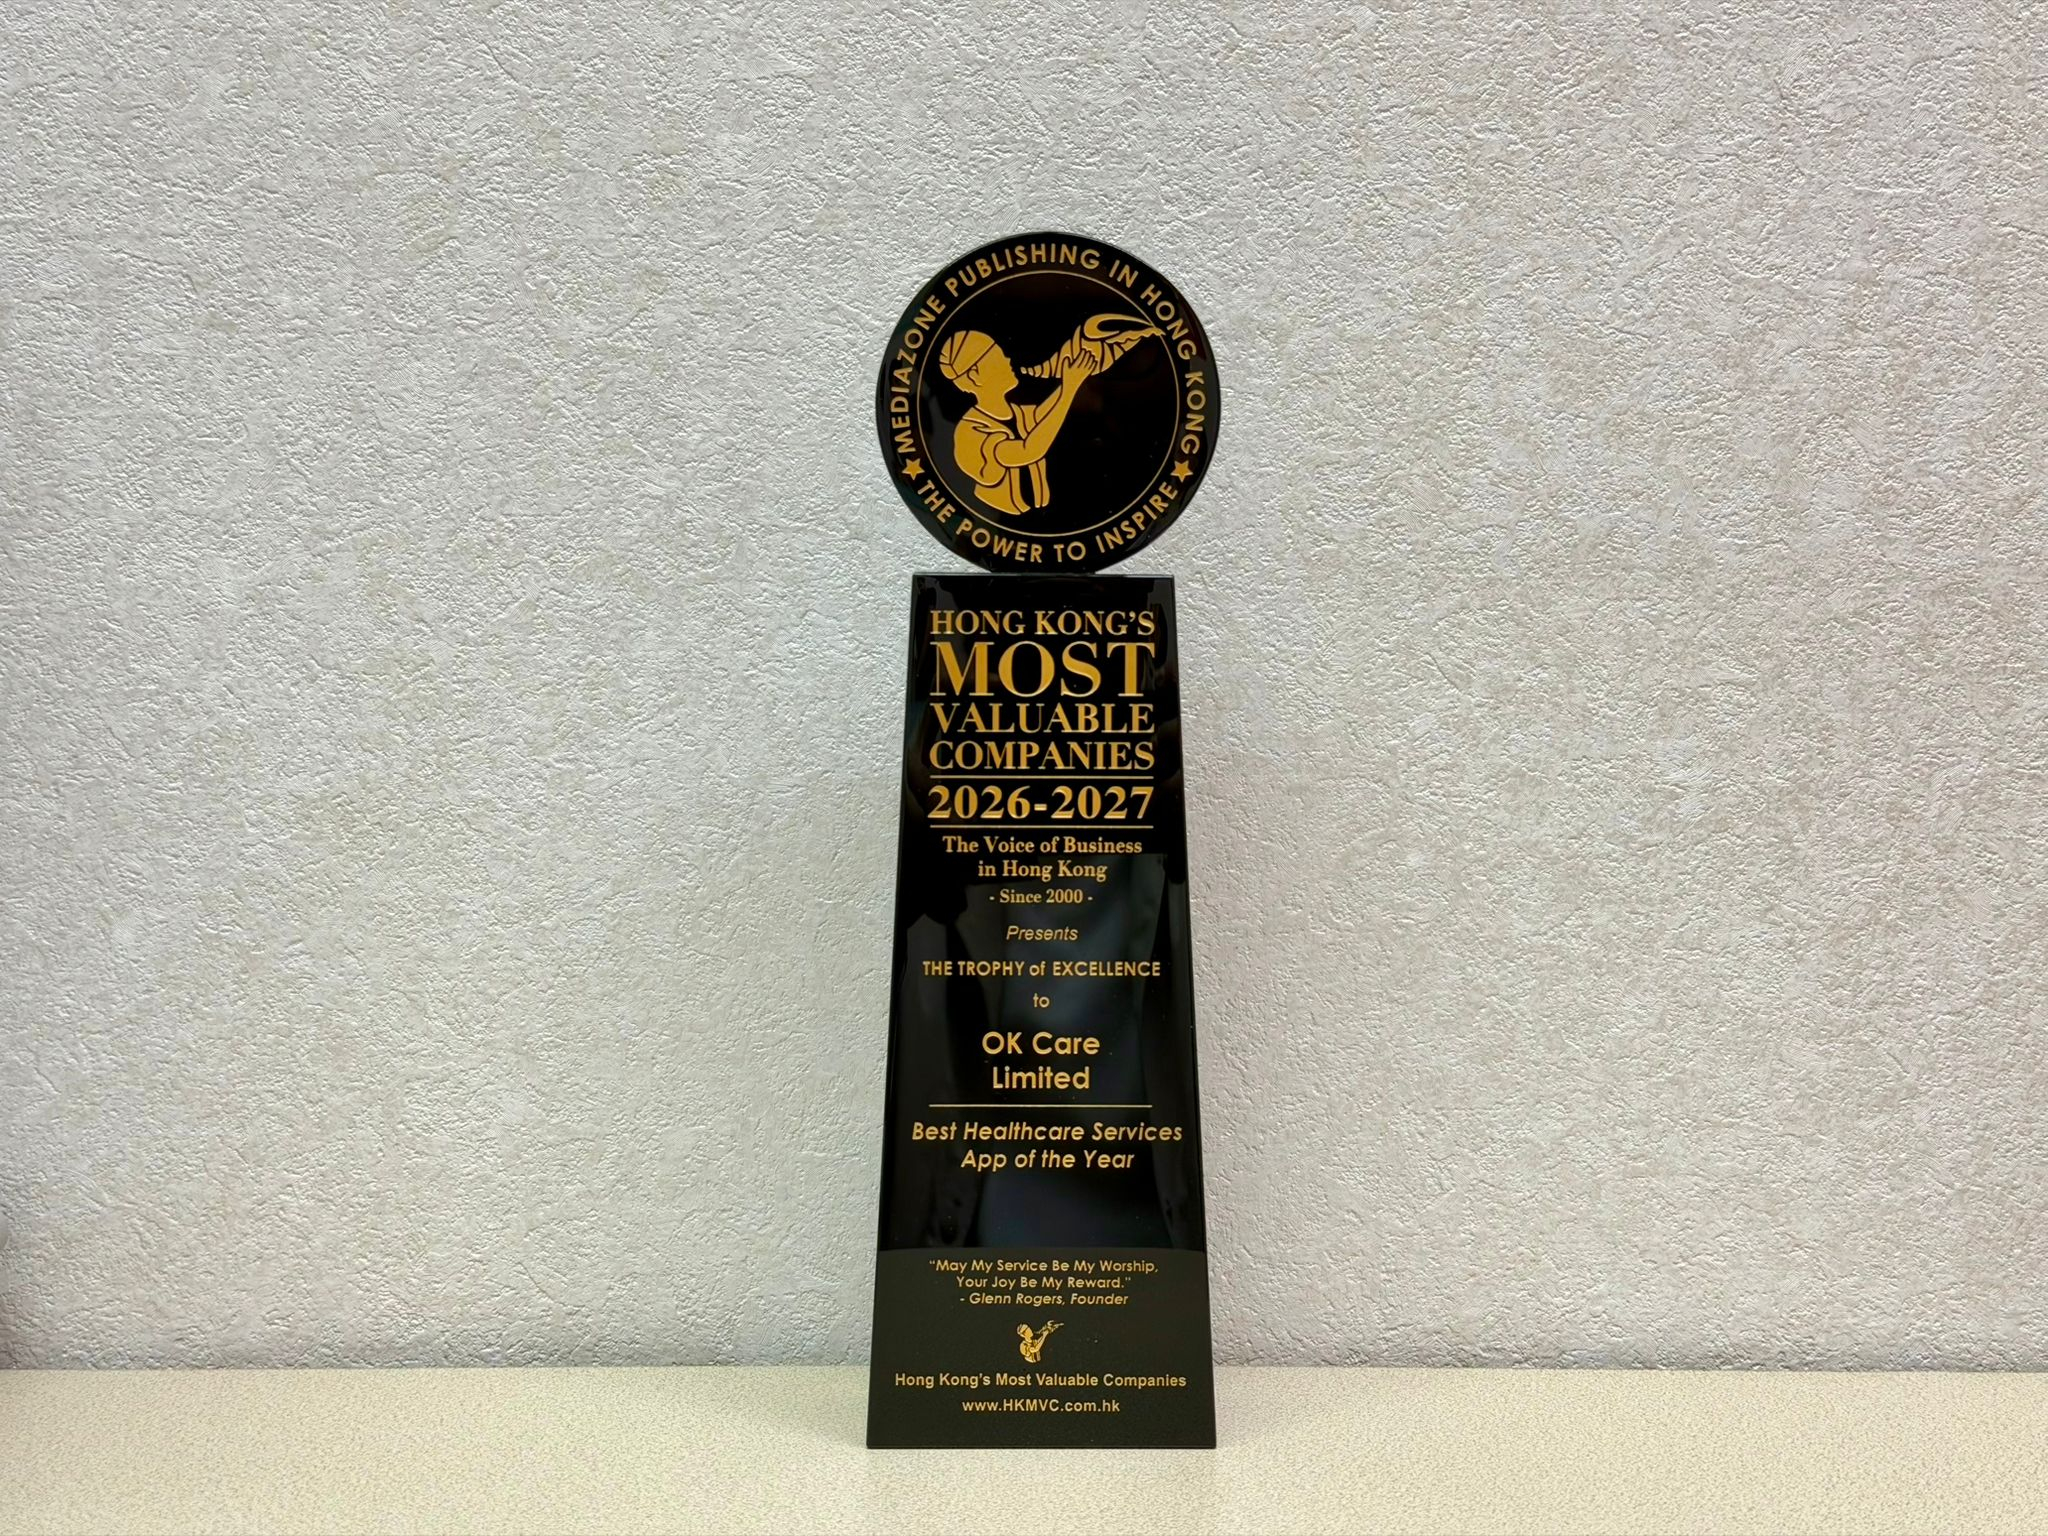 MEDIAZONE PUBLISHING IN HONG KONG
THE POWER TO INSPIRE
HONG KONG'S
MOST
VALUABLE
COMPANIES
2026-2027
The Voice of Business
in Hong Kong
- Since 2000 -
Presents
THE TROPHY of EXCELLENCE
to
OK Care
Limited
Best Healthcare Services
App of the Year
“May My Service Be My Worship,
Your Joy Be My Reward.”
- Glenn Rogers, Founder
Hong Kong's Most Valuable Companies
www.HKMVC.com.hk